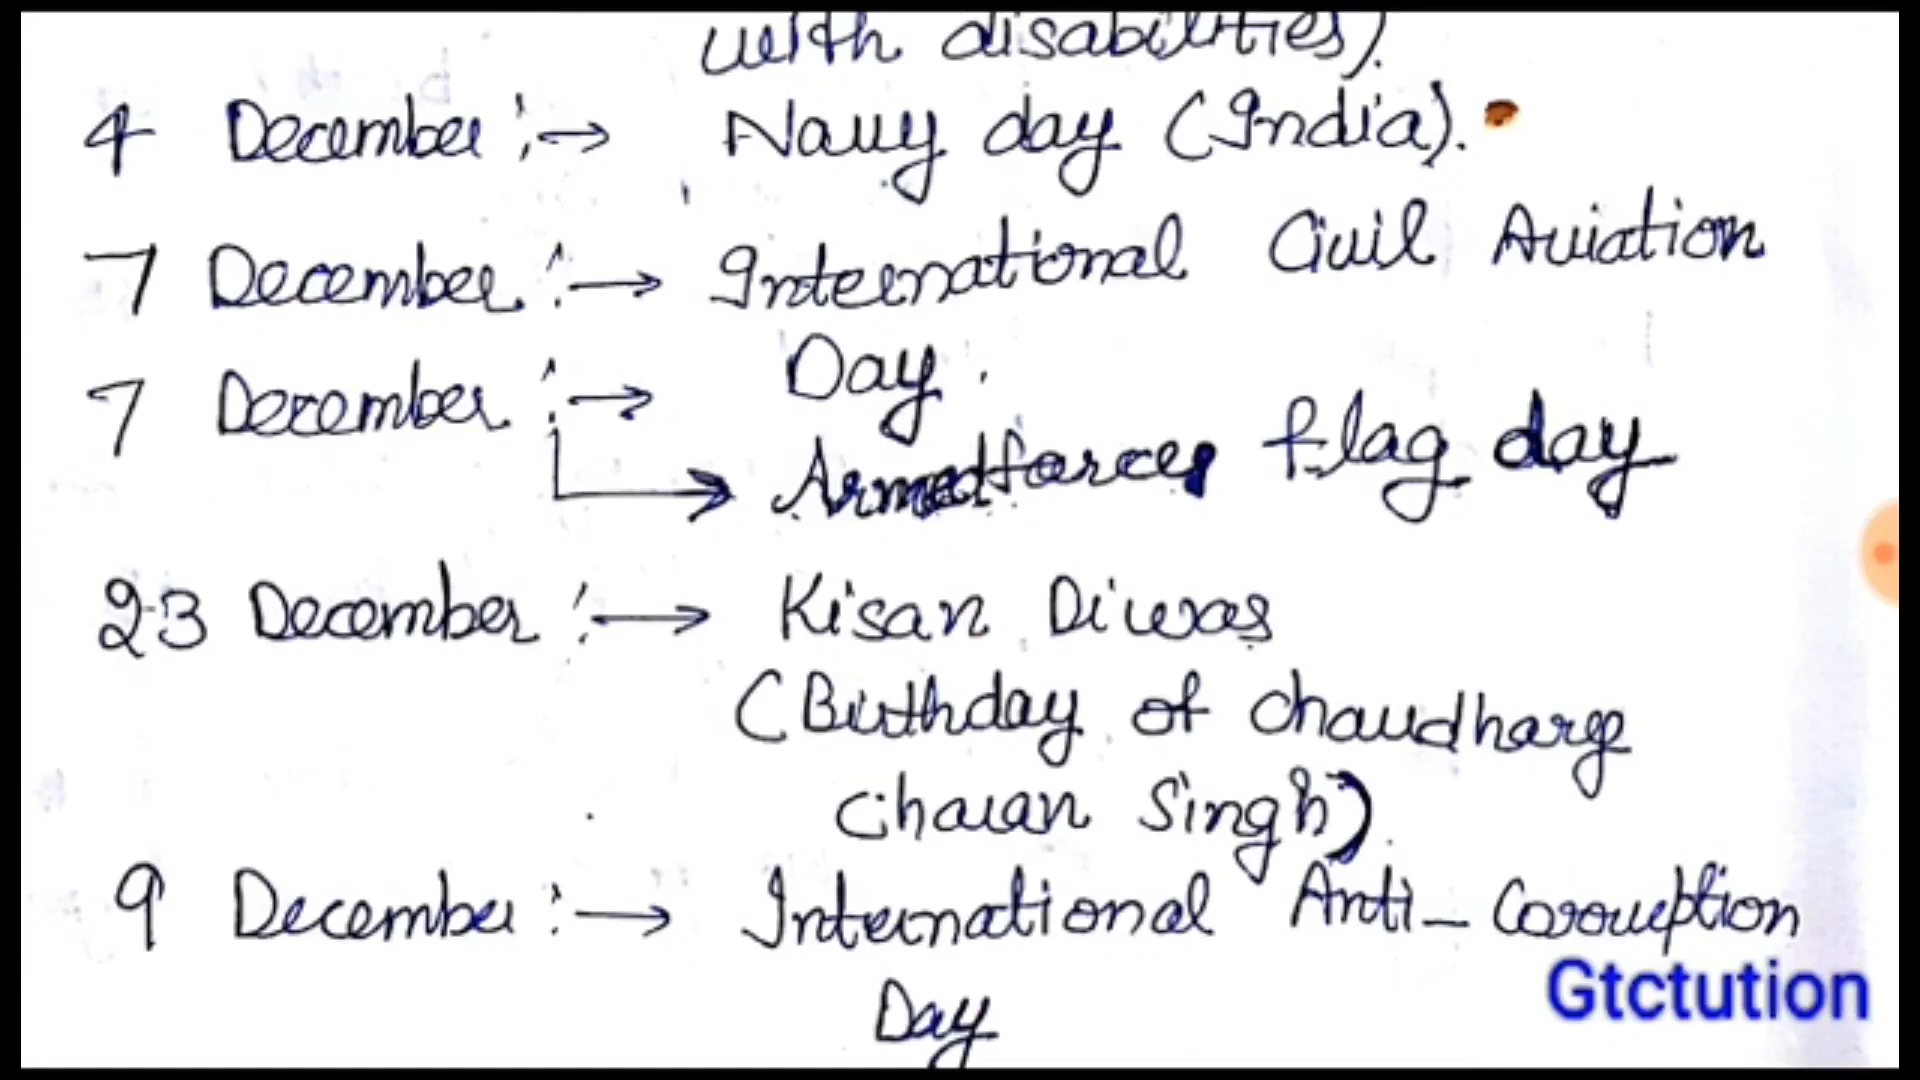 with disabilities).
4 December :→ Navy day (India).
7 December :→ International Civil Aviation
Day.
7 December :→
Armedforces flag day
23 December :→ Kisan Diwas
(Birthday of Chaudhary
Charan Singh)
9 December :→ International Anti-Corruption
Day
Gtctution